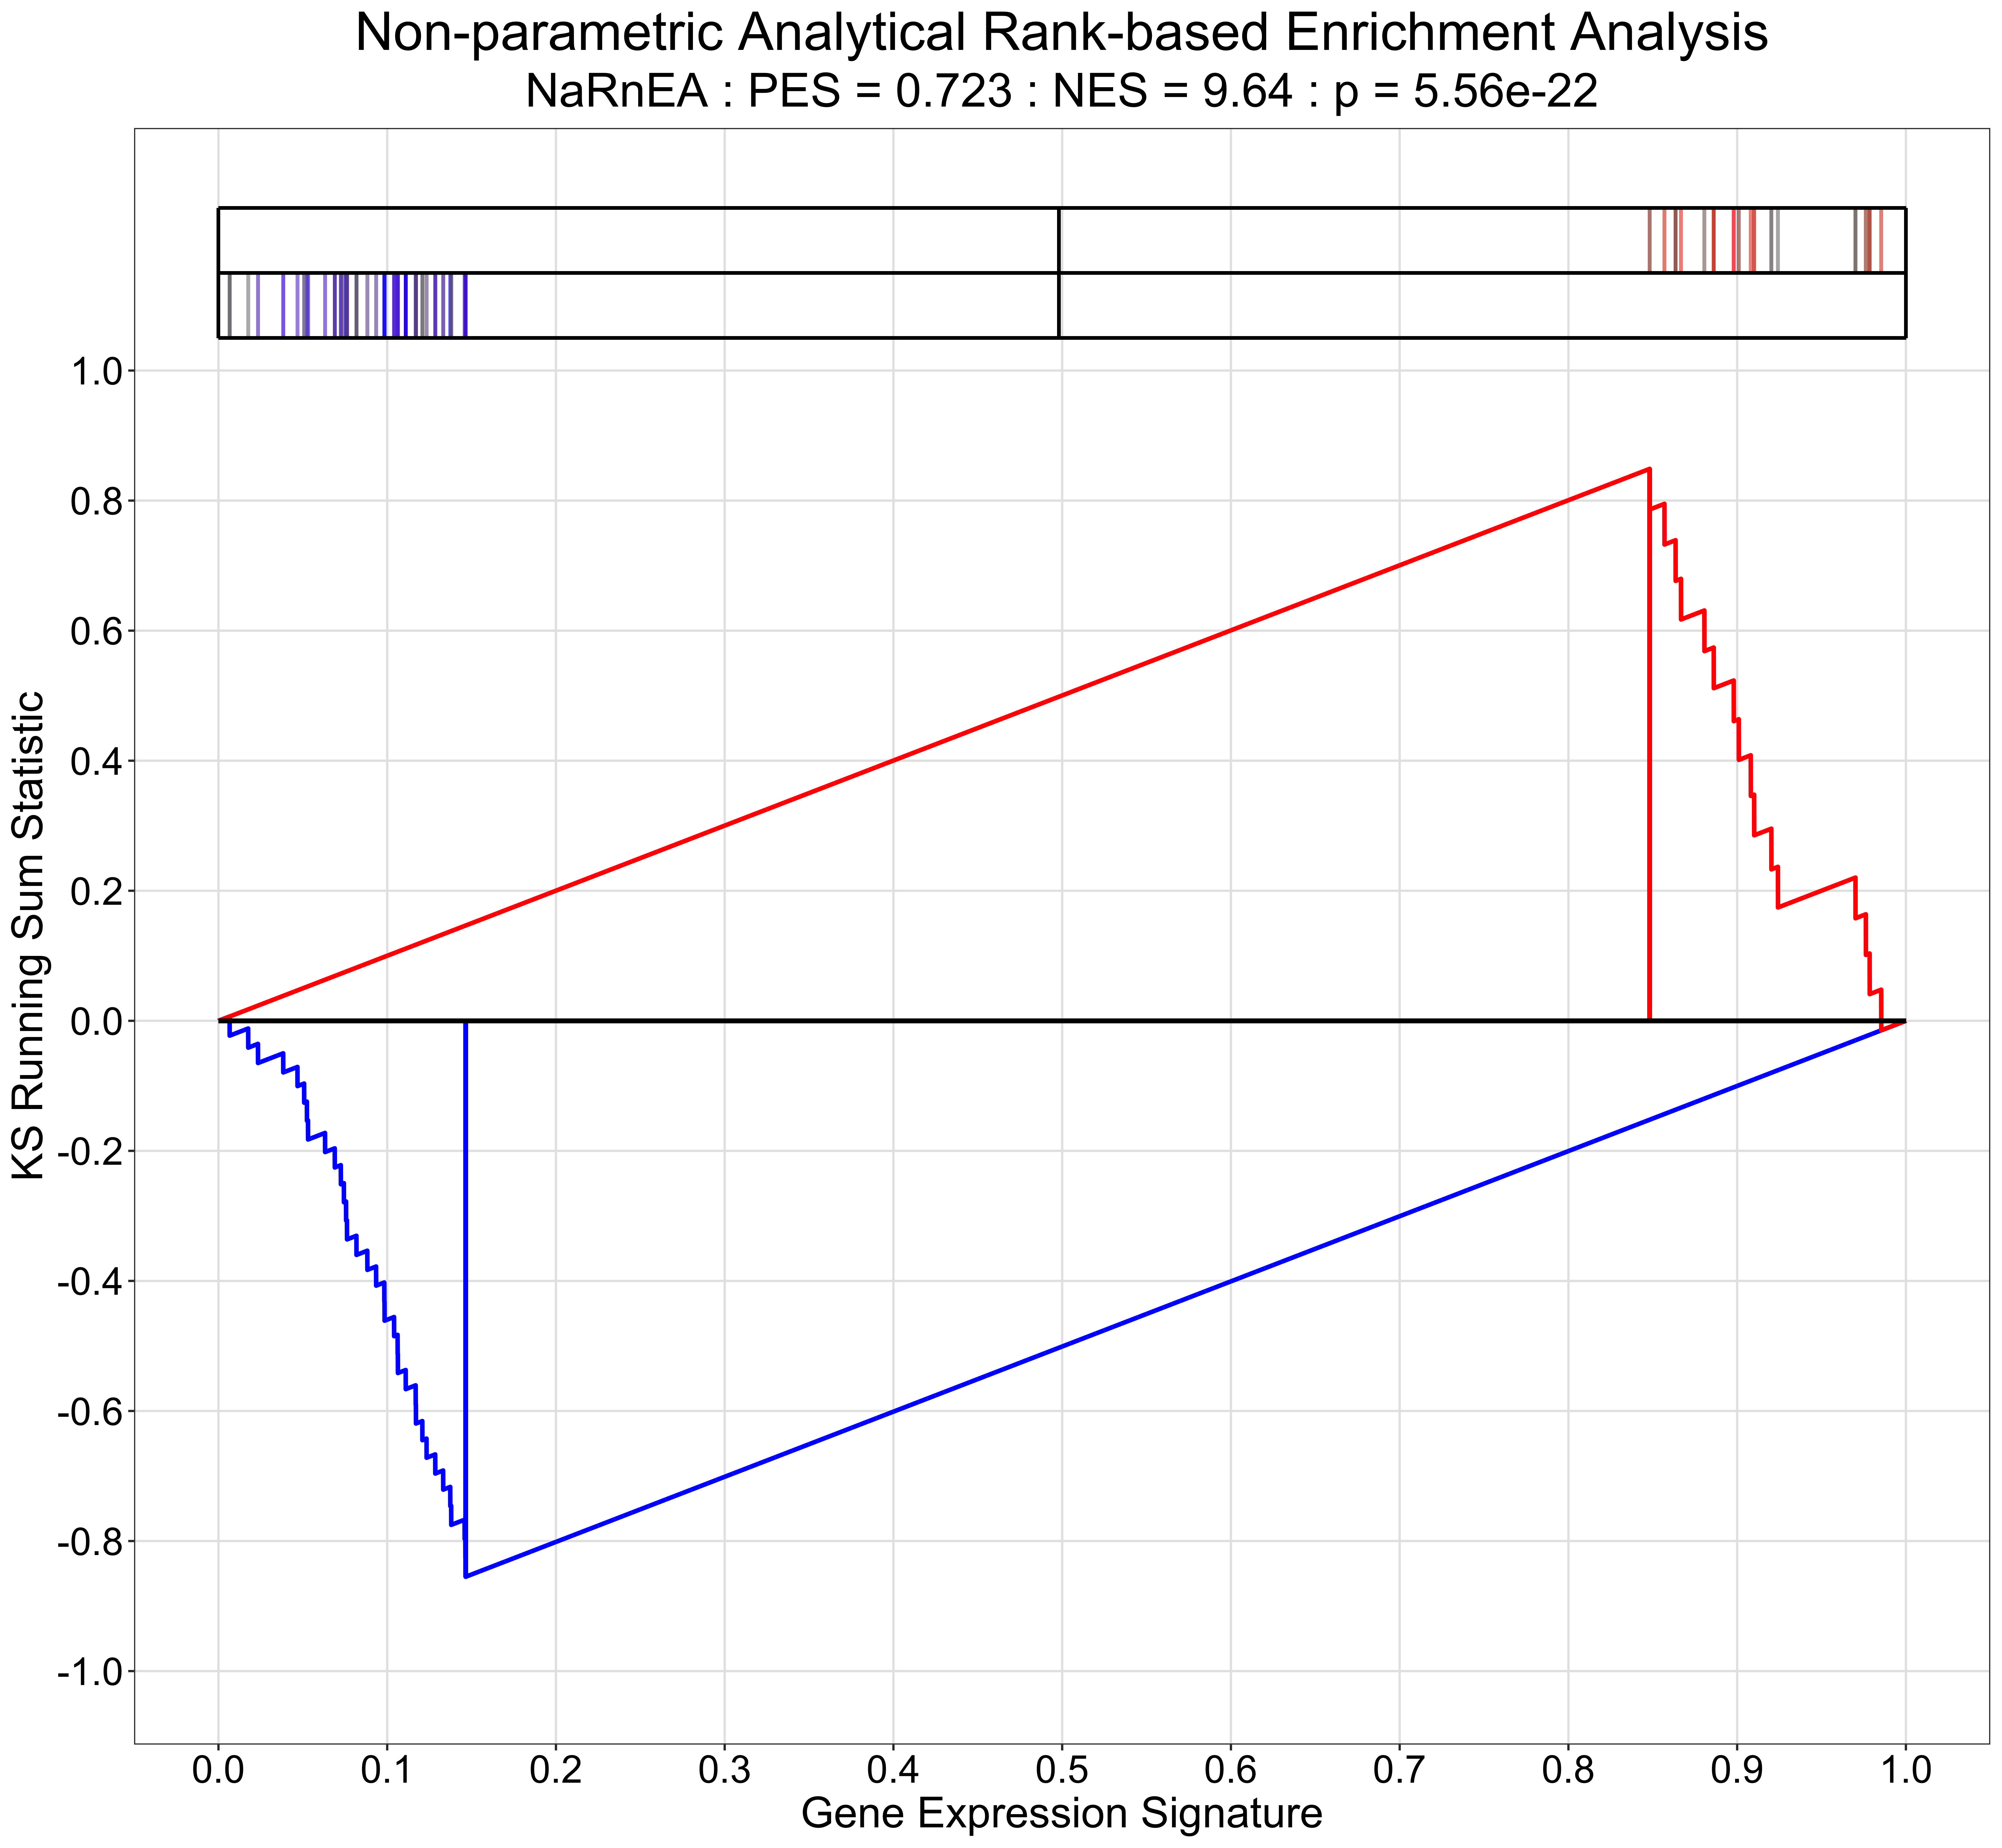 Non-parametric Analytical Rank-based Enrichment Analysis
NaRnEA : PES = 0.723 : NES = 9.64 : p = 5.56e-22
1.0
0.8
0.6
0.4
0.2
0.0
-0.2
-0.4
-0.6
-0.8
-1.0
KS Running Sum Statistic
0.0 0.1 0.2 0.3 0.4 0.5 0.6 0.7 0.8 0.9 1.0
Gene Expression Signature